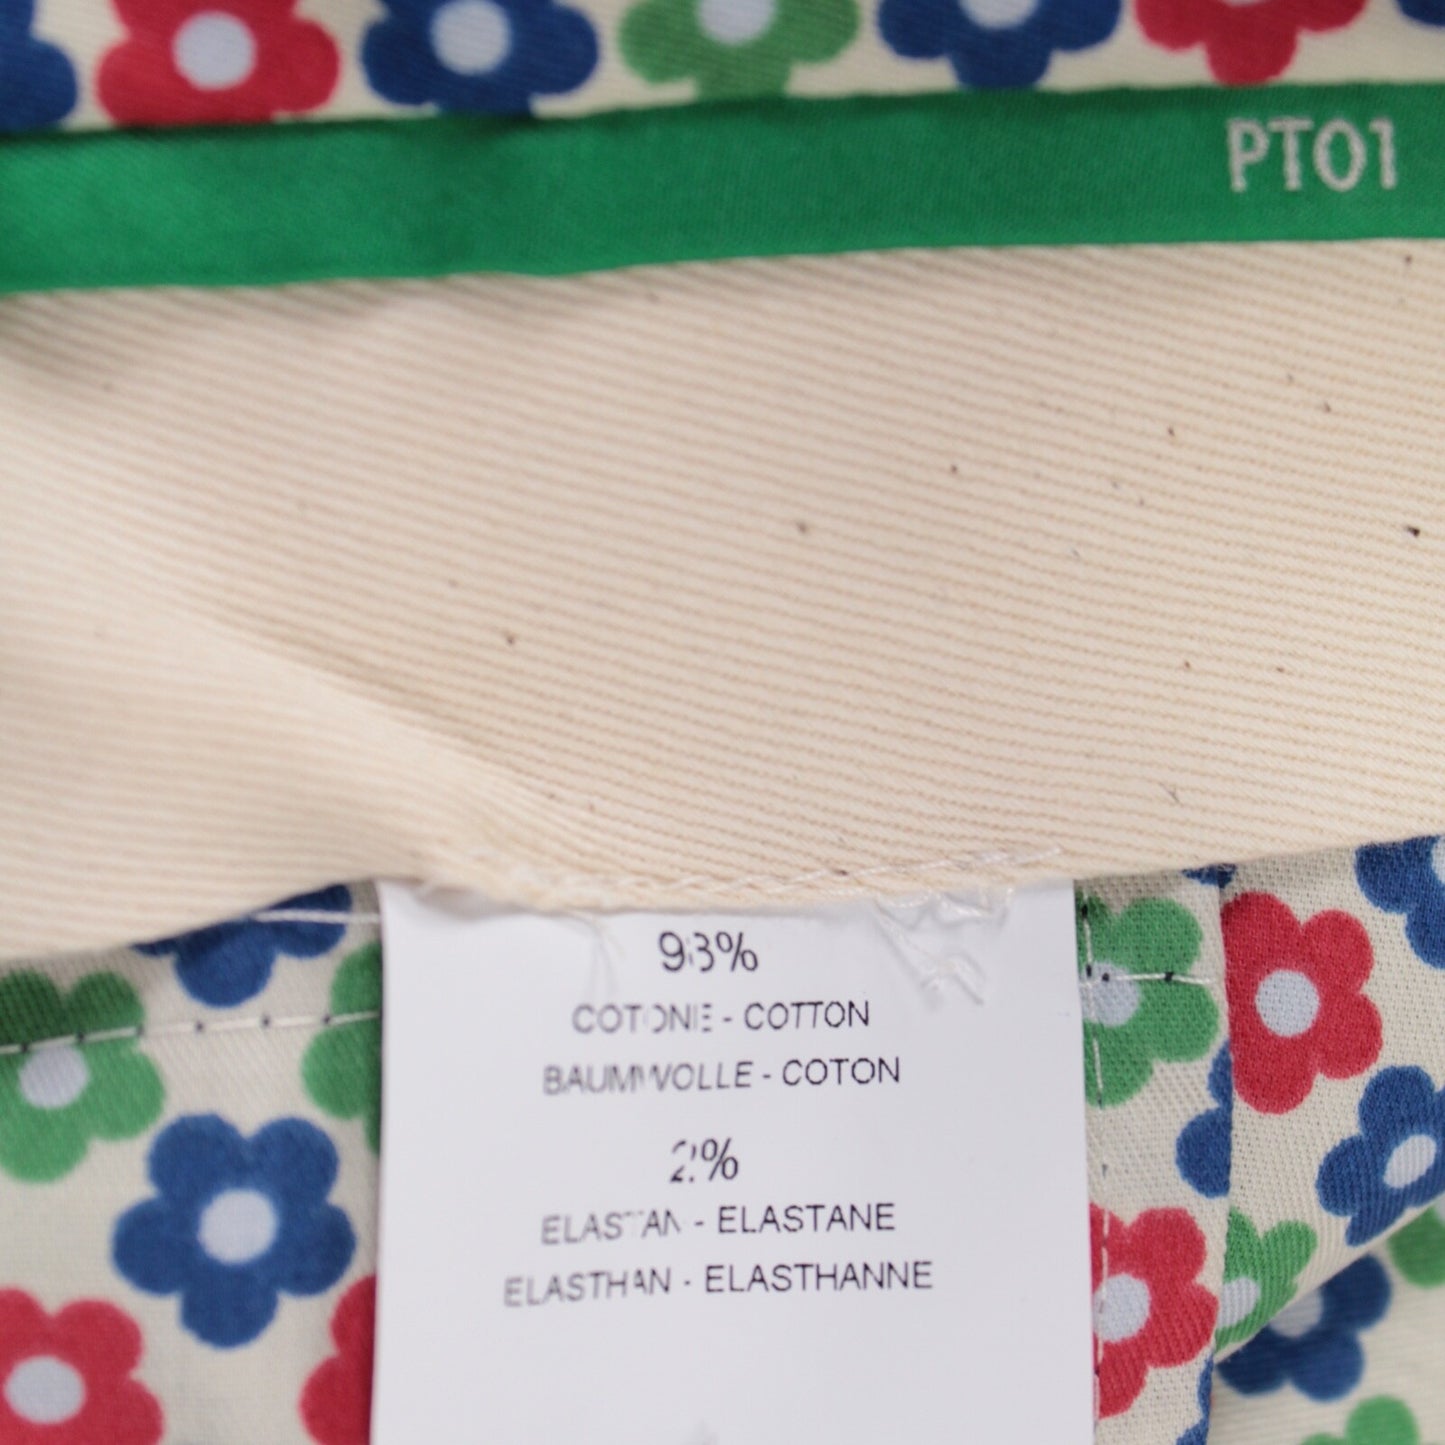 PT01
98%
COTONE - COTTON
BAUMWOLLE - COTON
2%
ELASTAN - ELASTANE
ELASTHAN - ELASTHANNE